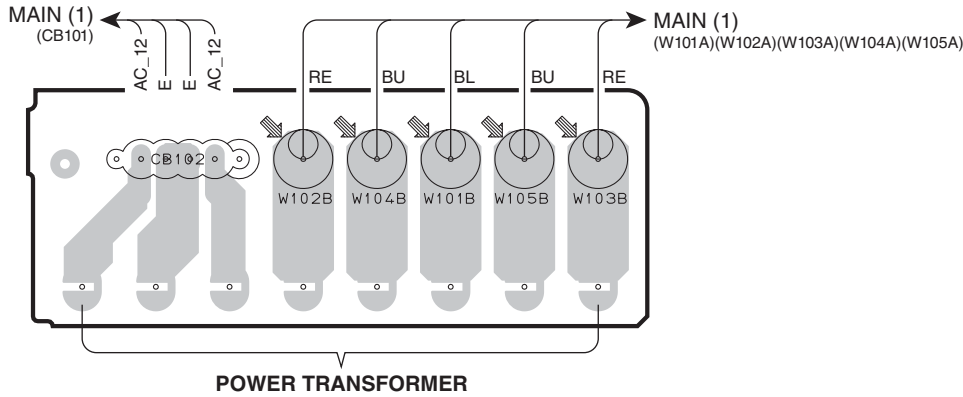 MAIN (1)
(CB101)
AC_12
E
E
AC_12
RE
BU
BL
BU
RE
MAIN (1)
(W101A)(W102A)(W103A)(W104A)(W105A)
CB102
W102B
W104B
W101B
W105B
W103B
POWER TRANSFORMER